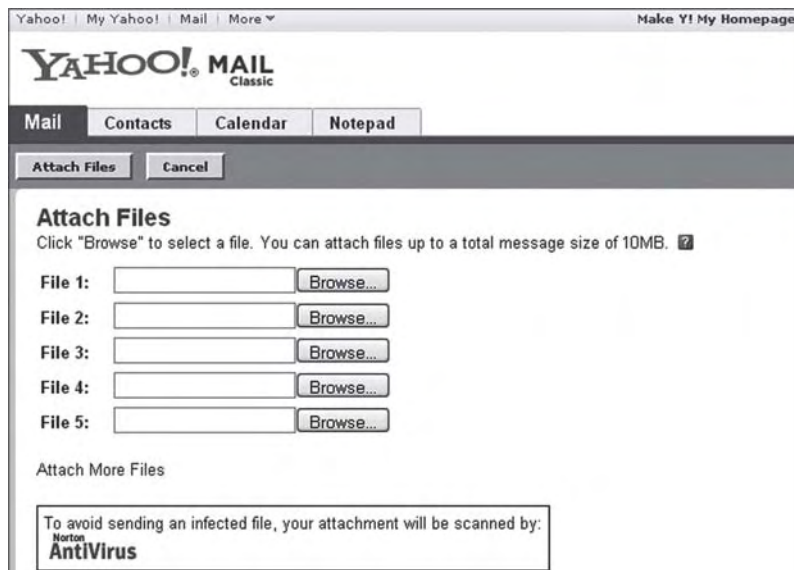 Yahoo! | My Yahoo! | Mail | More
Make Y! My Homepage
YAHOO!® MAIL
Classic
Mail Contacts Calendar Notepad
Attach Files Cancel
Attach Files
Click "Browse" to select a file. You can attach files up to a total message size of 10MB. ?
File 1: Browse...
File 2: Browse...
File 3: Browse...
File 4: Browse...
File 5: Browse...
Attach More Files
To avoid sending an infected file, your attachment will be scanned by:
Norton
AntiVirus